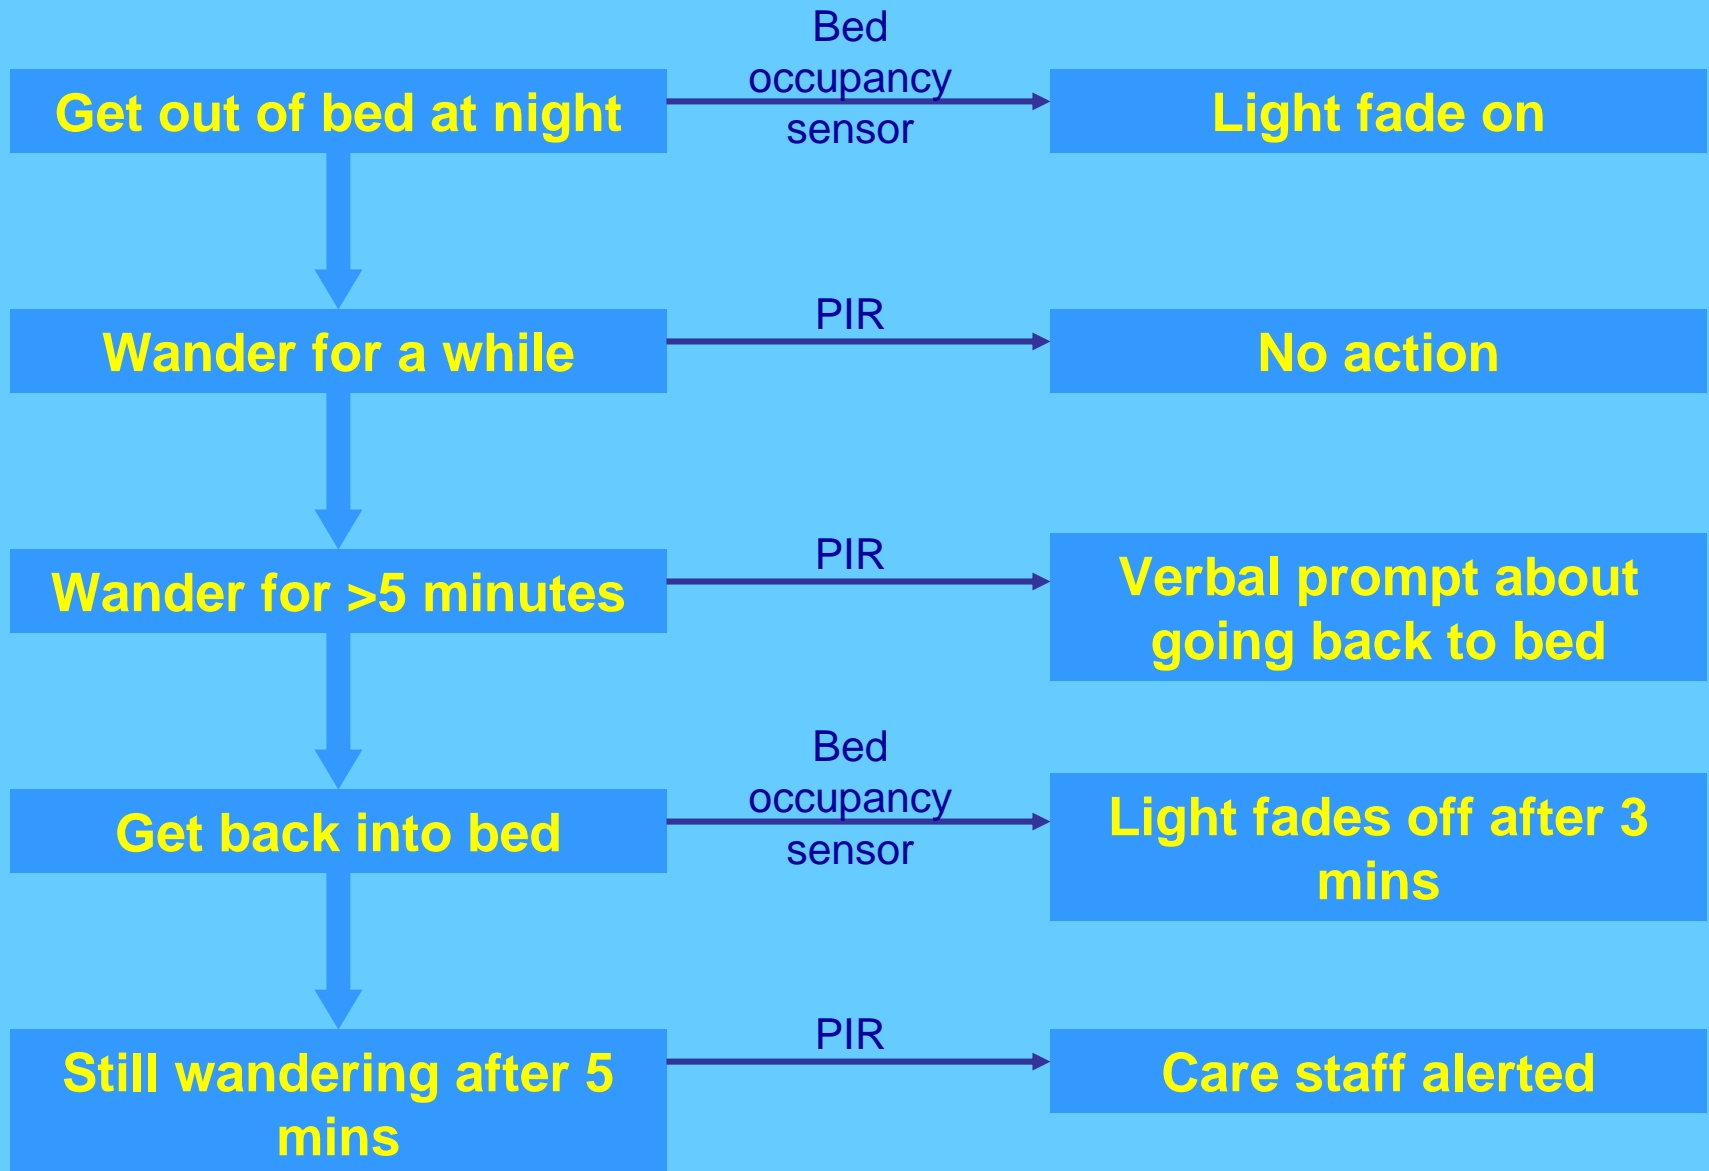 Get out of bed at night
Bed
occupancy
sensor
Light fade on
Wander for a while
PIR
No action
Wander for >5 minutes
PIR
Verbal prompt about
going back to bed
Get back into bed
Bed
occupancy
sensor
Light fades off after 3
mins
Still wandering after 5
mins
PIR
Care staff alerted